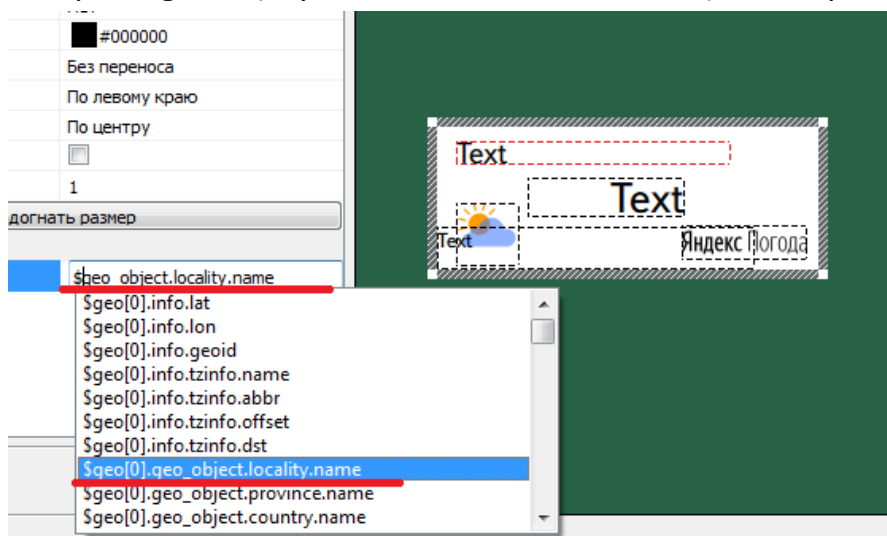 #000000
Без переноса
По левому краю
По центру
1
догнать размер
$geo_object.locality.name
$geo[0].info.lat
$geo[0].info.lon
$geo[0].info.geoid
$geo[0].info.tzinfo.name
$geo[0].info.tzinfo.abbr
$geo[0].info.tzinfo.offset
$geo[0].info.tzinfo.dst
$geo[0].geo_object.locality.name
$geo[0].geo_object.province.name
$geo[0].geo_object.country.name
Text
Text
Text
Яндекс Погода